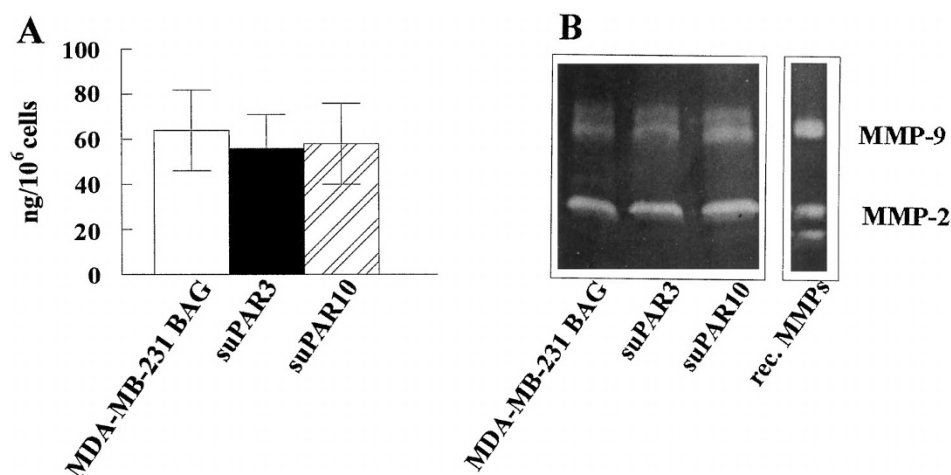 A
100
80
60
40
20
0
ng/10⁶ cells
MDA-MB-231 BAG
suPAR3
suPAR10
B
MMP-9
MMP-2
MDA-MB-231 BAG
suPAR3
suPAR10
rec. MMPs